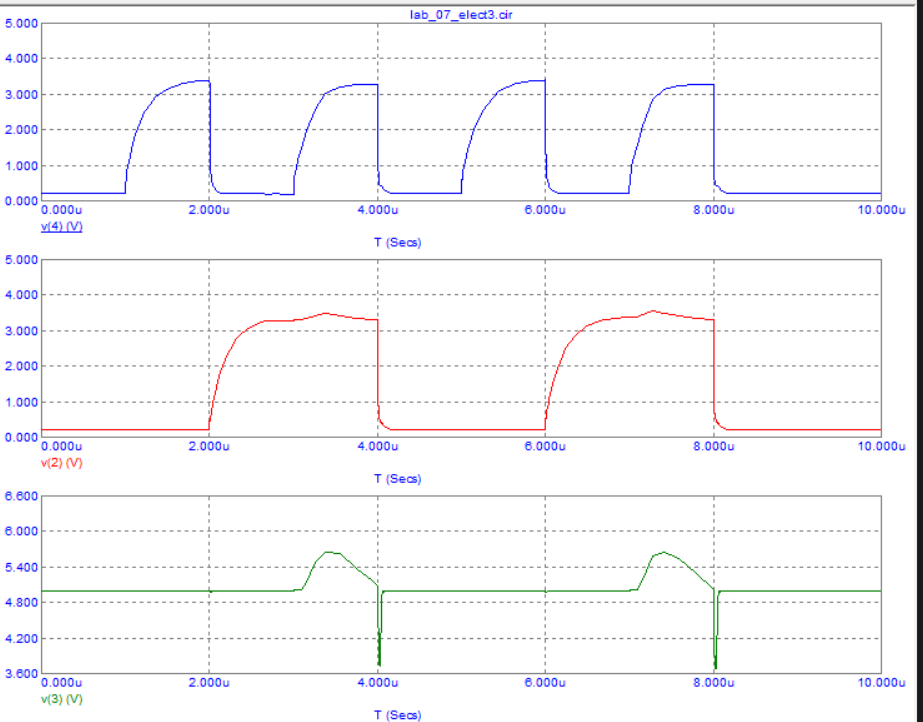 lab_07_elect3.cir
5.000
4.000
3.000
2.000
1.000
0.000
0.000u 2.000u 4.000u 6.000u 8.000u 10.000u
v(4) (V)
T (Secs)
5.000
4.000
3.000
2.000
1.000
0.000
0.000u 2.000u 4.000u 6.000u 8.000u 10.000u
v(2) (V)
T (Secs)
6.600
6.000
5.400
4.800
4.200
3.600
0.000u 2.000u 4.000u 6.000u 8.000u 10.000u
v(3) (V)
T (Secs)